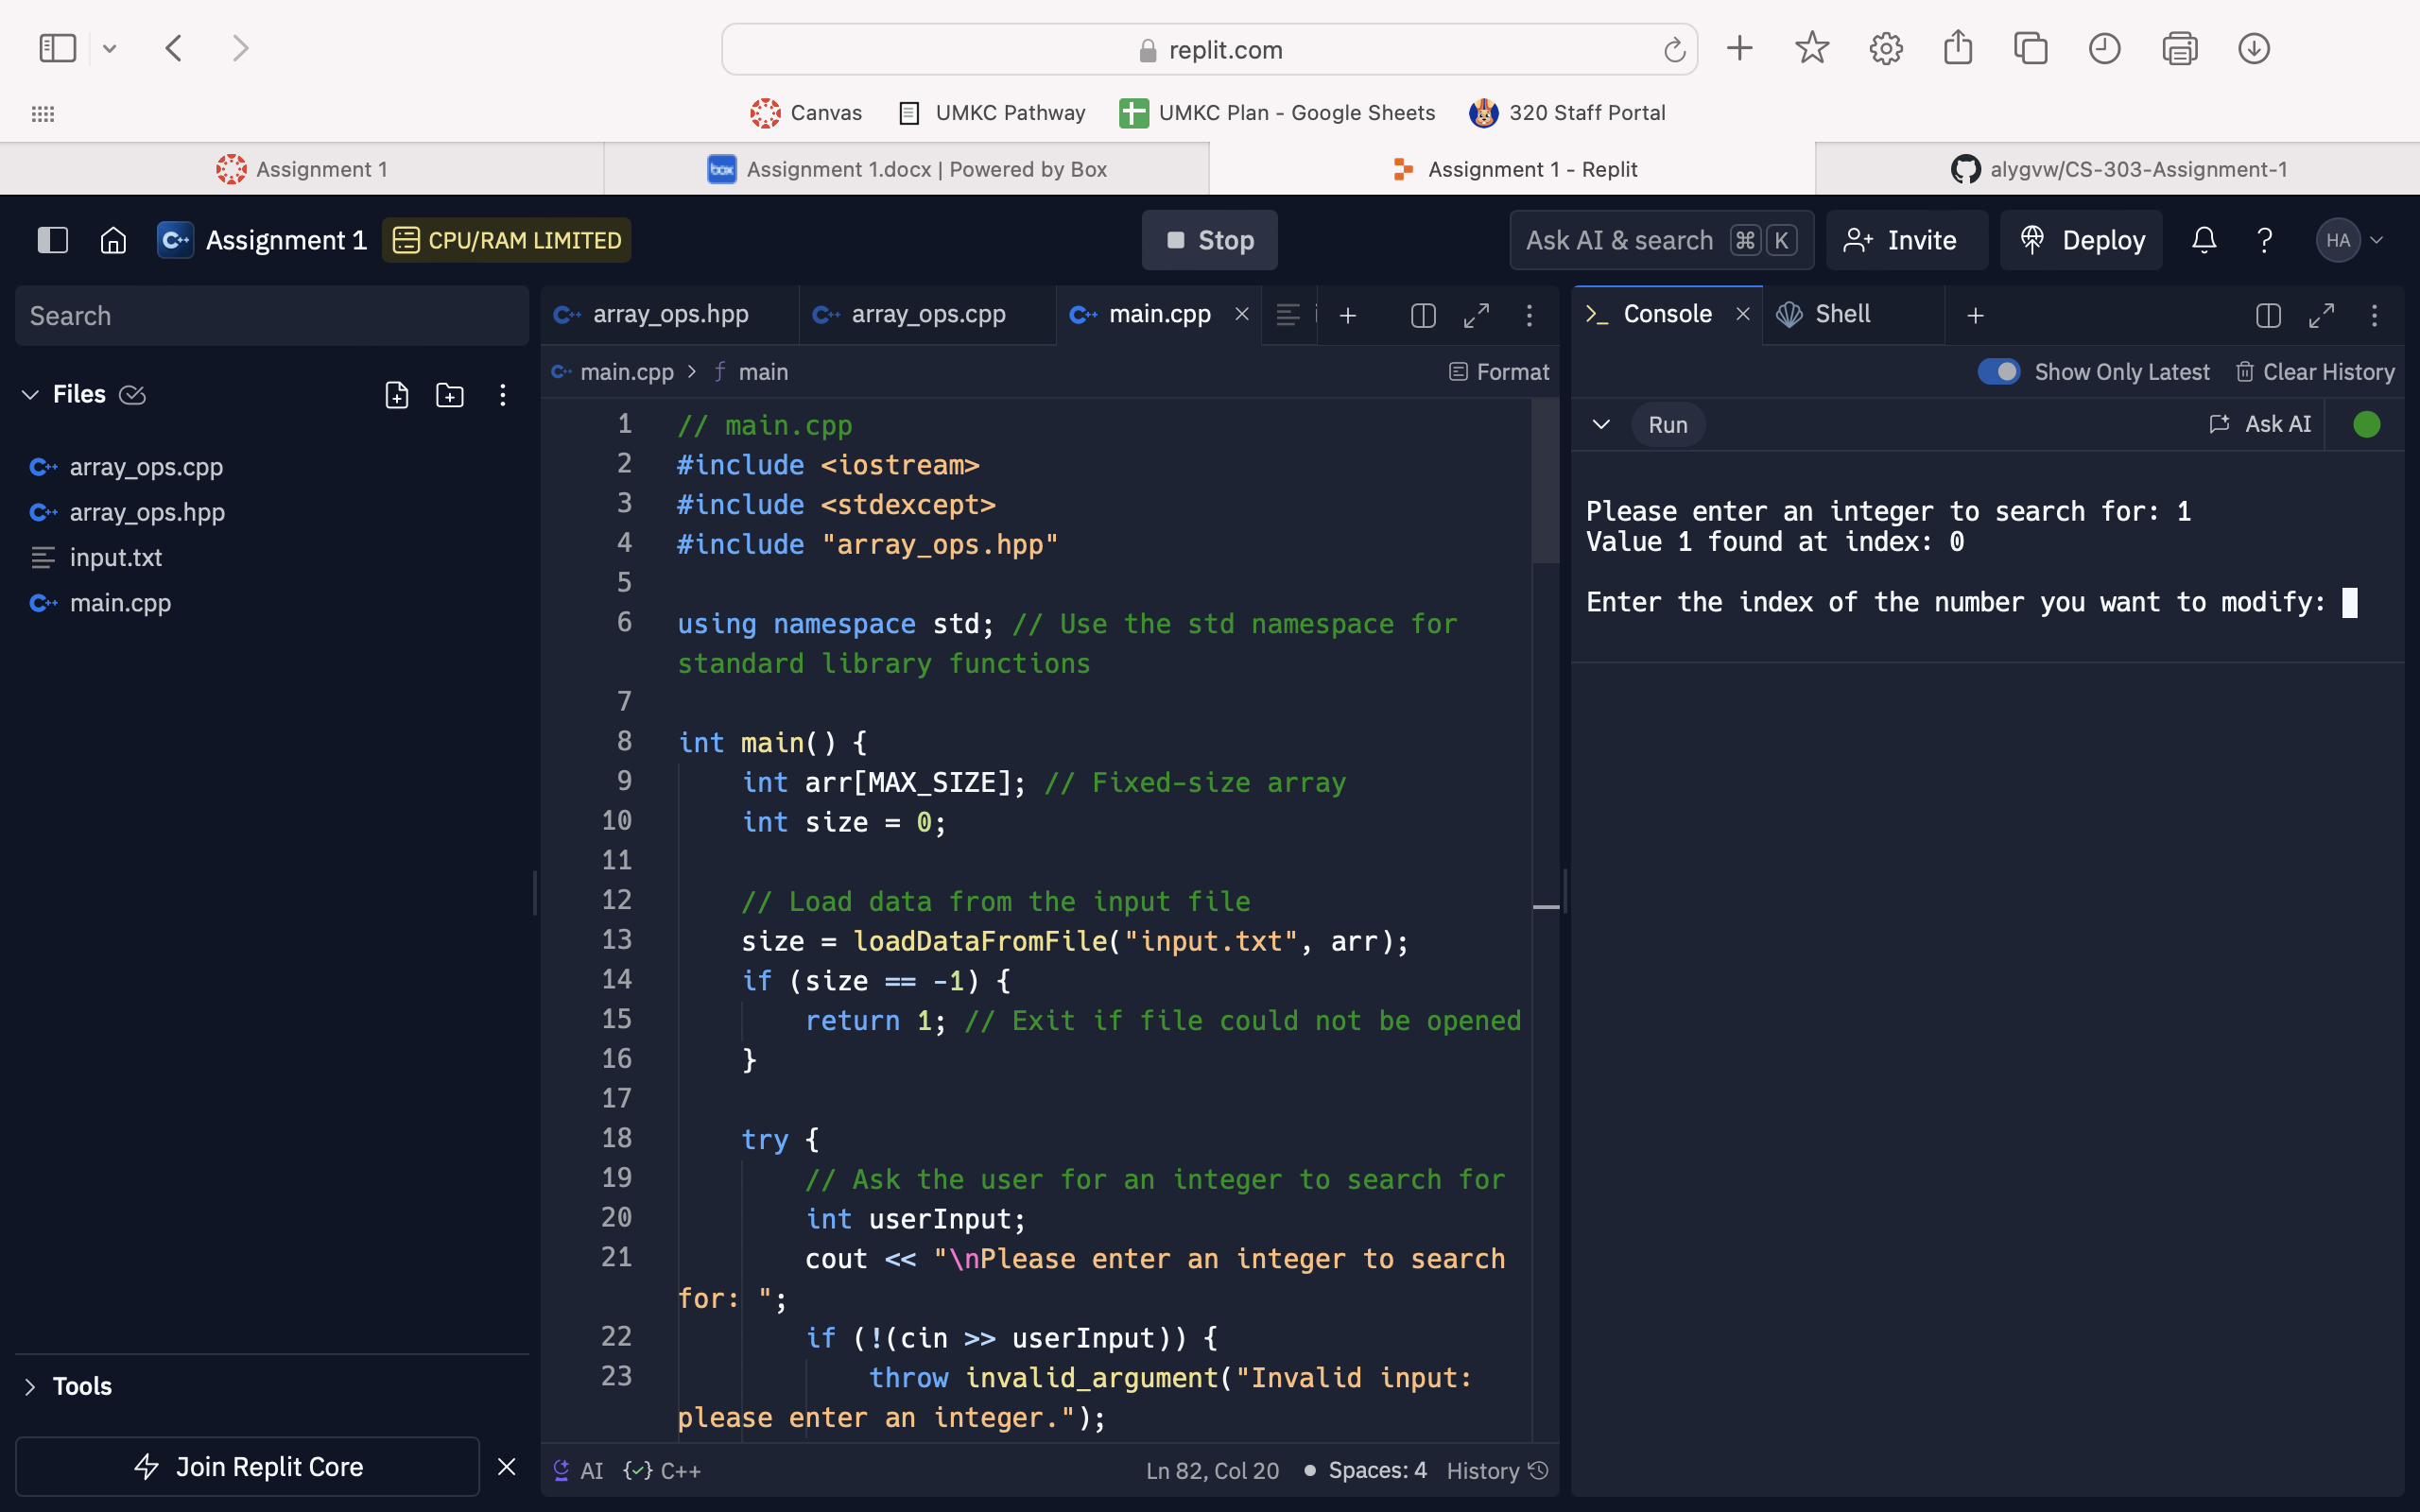 replit.com
Canvas
UMKC Pathway
UMKC Plan - Google Sheets
320 Staff Portal
Assignment 1
Assignment 1.docx | Powered by Box
Assignment 1 - Replit
alygvw/CS-303-Assignment-1
C++ Assignment 1
CPU/RAM LIMITED
Stop
Ask AI & search ⌘ K
Invite
Deploy
?
HA
Search
Files
C++ array_ops.cpp
C++ array_ops.hpp
input.txt
C++ main.cpp
Tools
Join Replit Core
C++ array_ops.hpp
C++ array_ops.cpp
C++ main.cpp
C++ main.cpp > ƒ main
Format
1 // main.cpp
2 #include <iostream>
3 #include <stdexcept>
4 #include "array_ops.hpp"
5
6 using namespace std; // Use the std namespace for
standard library functions
7
8 int main() {
9 int arr[MAX_SIZE]; // Fixed-size array
10 int size = 0;
11
12 // Load data from the input file
13 size = loadDataFromFile("input.txt", arr);
14 if (size == -1) {
15 return 1; // Exit if file could not be opened
16 }
17
18 try {
19 // Ask the user for an integer to search for
20 int userInput;
21 cout << "\nPlease enter an integer to search
for: ";
22 if (!(cin >> userInput)) {
23 throw invalid_argument("Invalid input:
please enter an integer.");
AI
{✓} C++
Ln 82, Col 20
Spaces: 4
History
>_ Console
Shell
Show Only Latest
Clear History
Run
Ask AI
Please enter an integer to search for: 1
Value 1 found at index: 0
Enter the index of the number you want to modify: